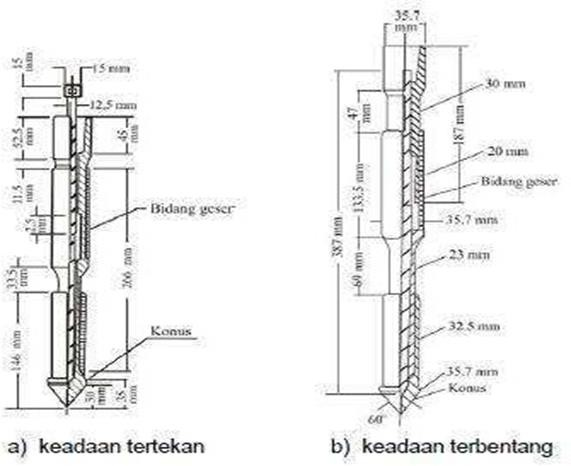 15
mm
15 mm
12,5 mm
52.5
mm
45
mm
11.5
mm
2.5
mm
Bidang geser
33.5
mm
266 mm
146 mm
Konus
30
mm
35
mm
a) keadaan tertekan
35.7
mm
30 mm
47
mm
187 mm
20 mm
Bidang geser
133.5 mm
35.7 mm
387 mm
23 mm
60 mm
32.5 mm
35.7 mm
Konus
60°
b) keadaan terbentang